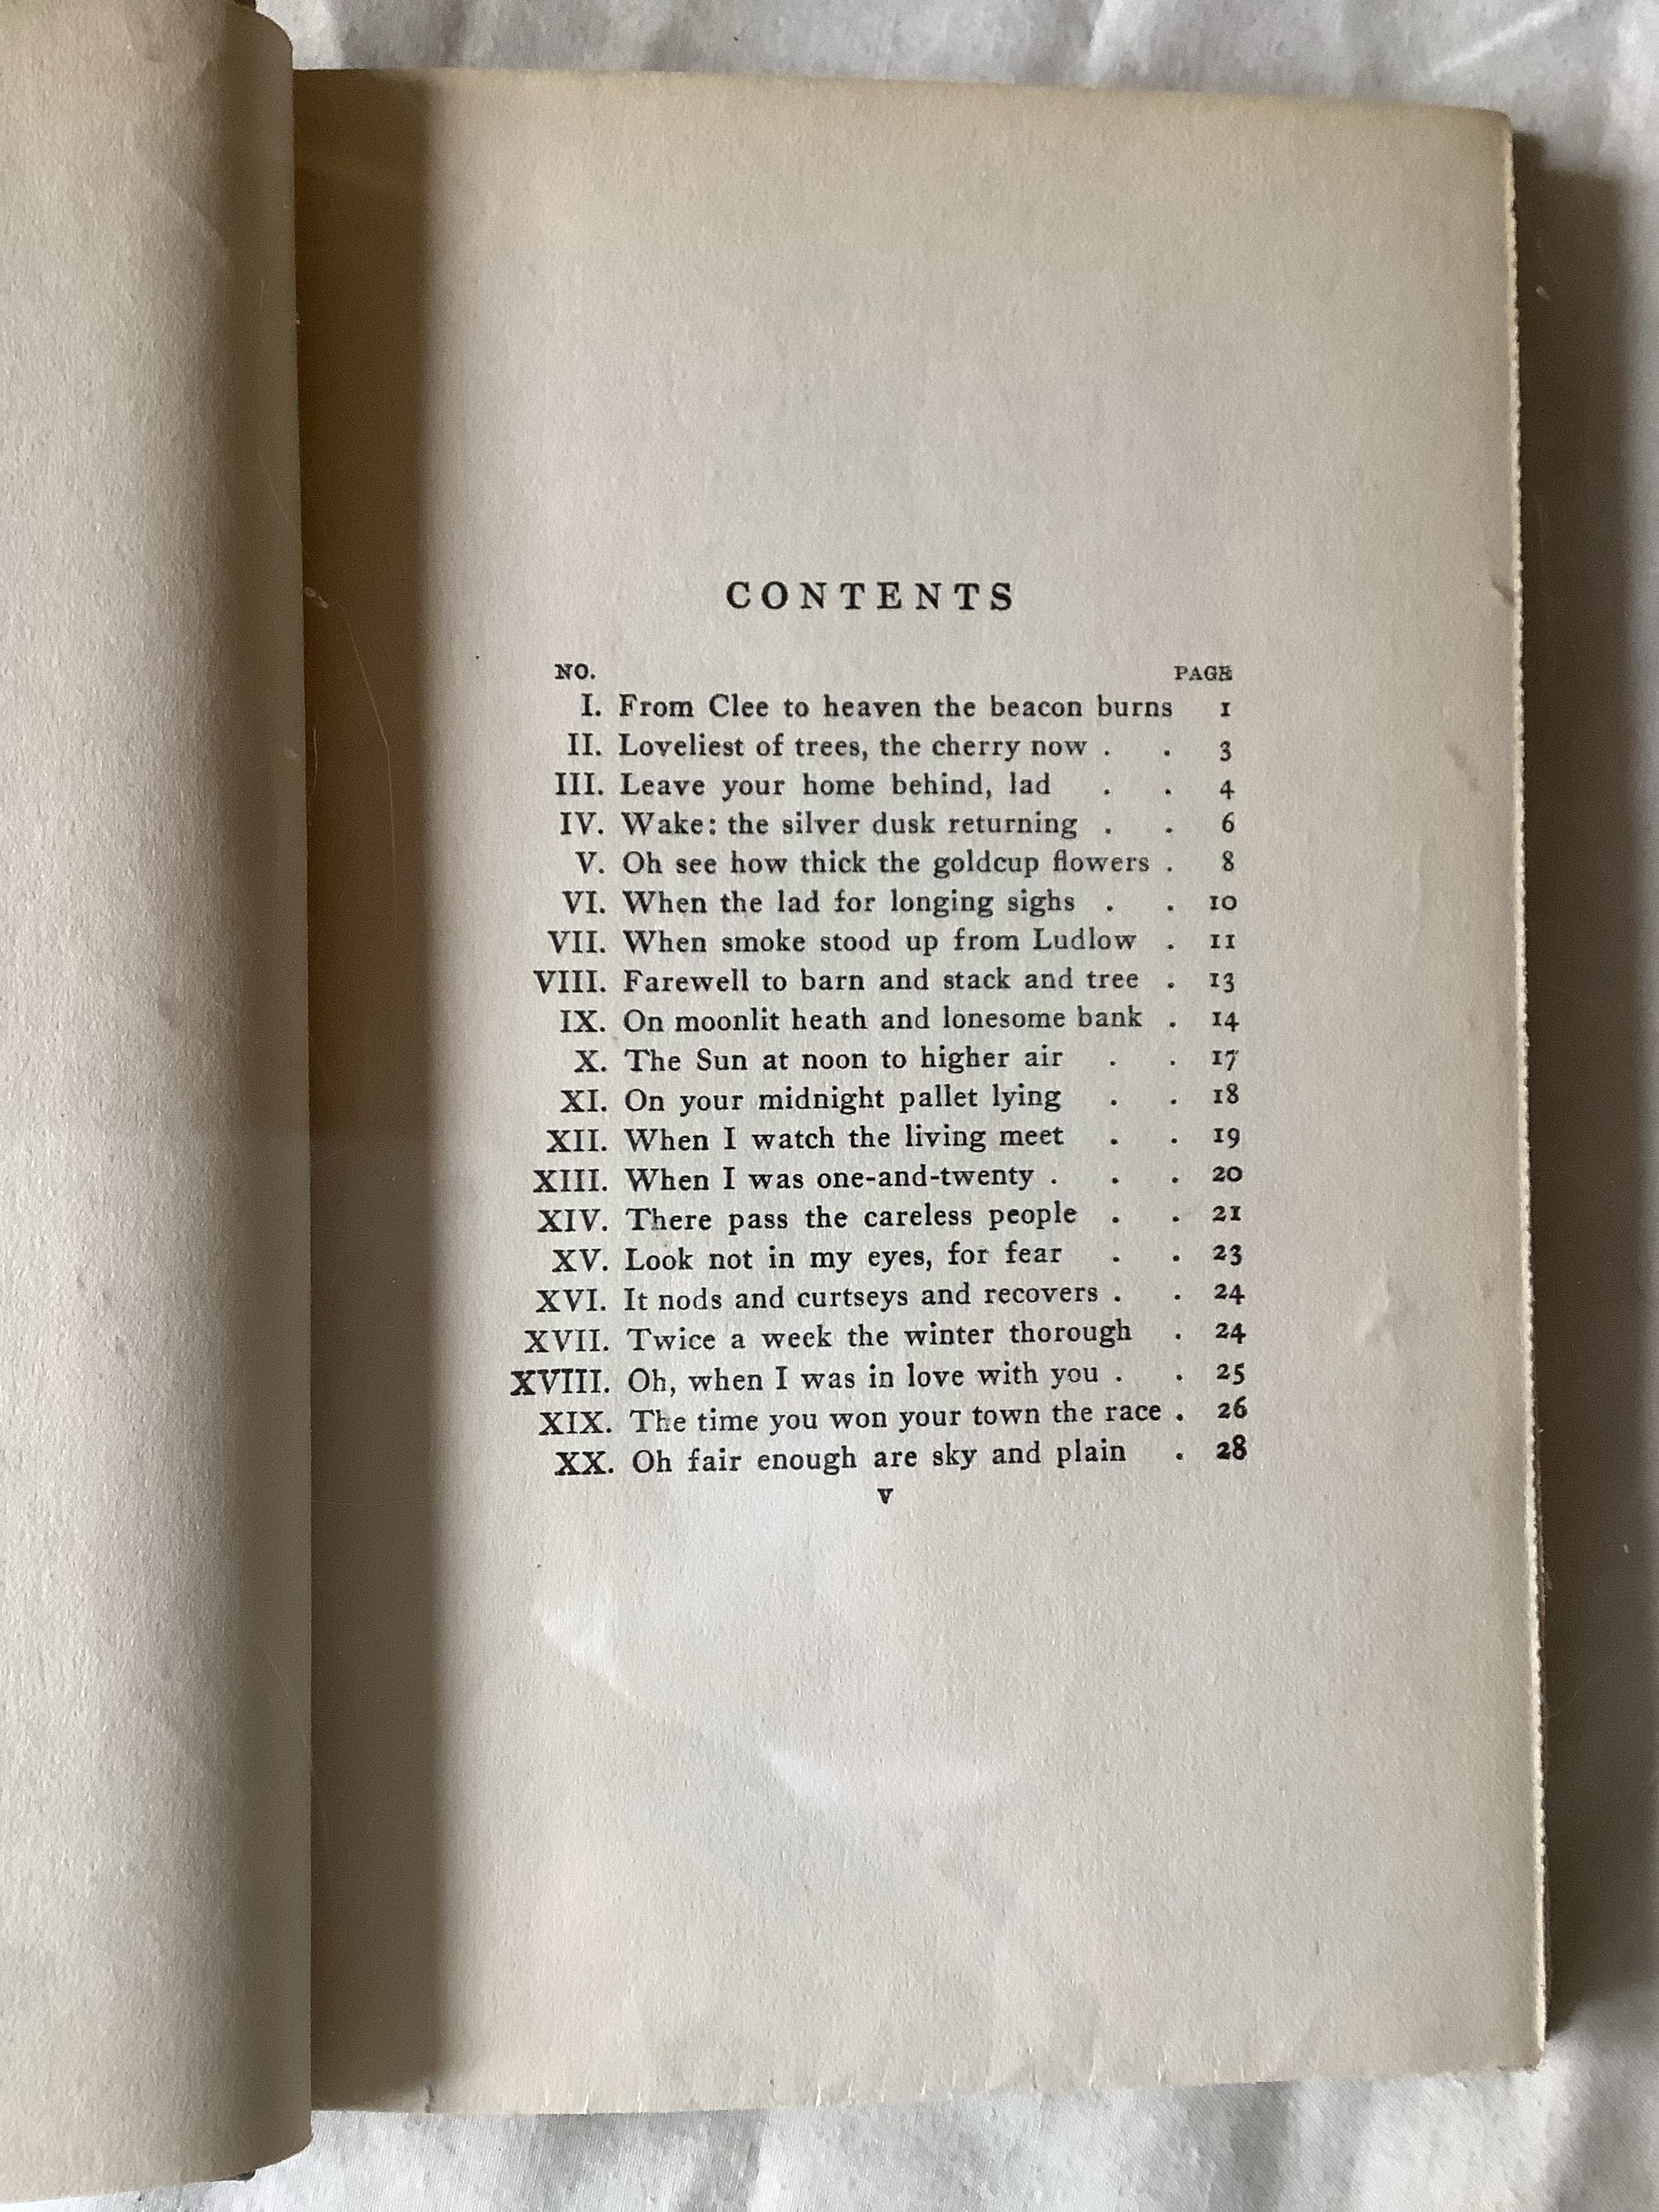 CONTENTS
NO. PAGE
I. From Clee to heaven the beacon burns 1
II. Loveliest of trees, the cherry now . . 3
III. Leave your home behind, lad . . 4
IV. Wake: the silver dusk returning . . 6
V. Oh see how thick the goldcup flowers . 8
VI. When the lad for longing sighs . . 10
VII. When smoke stood up from Ludlow . 11
VIII. Farewell to barn and stack and tree . 13
IX. On moonlit heath and lonesome bank . 14
X. The Sun at noon to higher air . . 17
XI. On your midnight pallet lying . . 18
XII. When I watch the living meet . . 19
XIII. When I was one-and-twenty . . . 20
XIV. There pass the careless people . . 21
XV. Look not in my eyes, for fear . . 23
XVI. It nods and curtseys and recovers . . 24
XVII. Twice a week the winter thorough . 24
XVIII. Oh, when I was in love with you . . 25
XIX. The time you won your town the race . 26
XX. Oh fair enough are sky and plain . 28
v